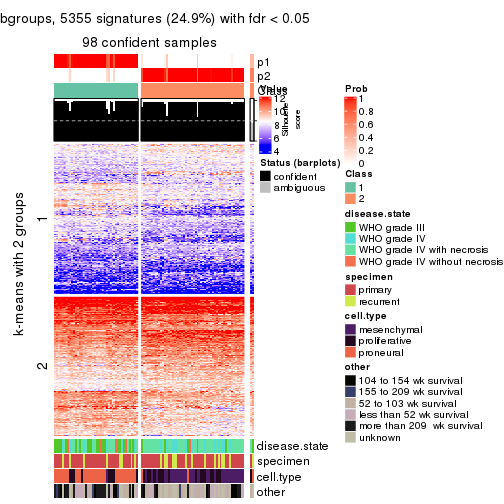 bgroups, 5355 signatures (24.9%) with fdr < 0.05
98 confident samples
p1
p2
Class
Silhouette
score
k-means with 2 groups
1
2
disease.state
specimen
cell.type
other
Value
12
10
8
6
4
Status (barplots)
confident
ambiguous
Prob
1
0.8
0.6
0.4
0.2
0
Class
1
2
disease.state
WHO grade III
WHO grade IV
WHO grade IV with necrosis
WHO grade IV without necrosis
specimen
primary
recurrent
cell.type
mesenchymal
proliferative
proneural
other
104 to 154 wk survival
155 to 209 wk survival
52 to 103 wk survival
less than 52 wk survival
more than 209  wk survival
unknown